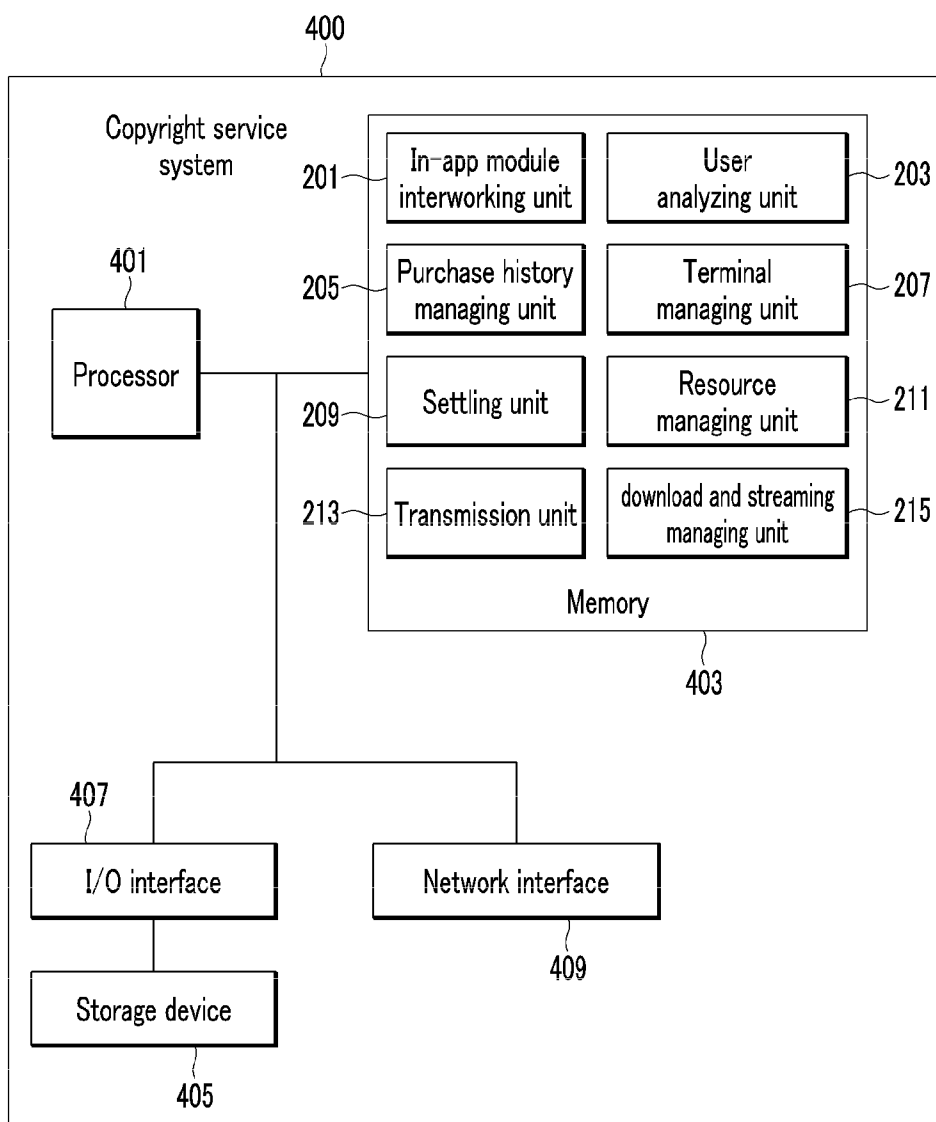 400
Copyright service
system
201
In-app module
interworking unit
User
analyzing unit
203
401
205
Purchase history
managing unit
Terminal
managing unit
207
Processor
209
Settling unit
Resource
managing unit
211
213
Transmission unit
download and streaming
managing unit
215
Memory
403
407
I/O interface
Network interface
409
Storage device
405